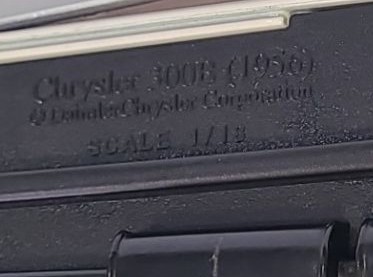 Chrysler 300B (1956)
© DaimlerChrysler Corporation
SCALE 1/18